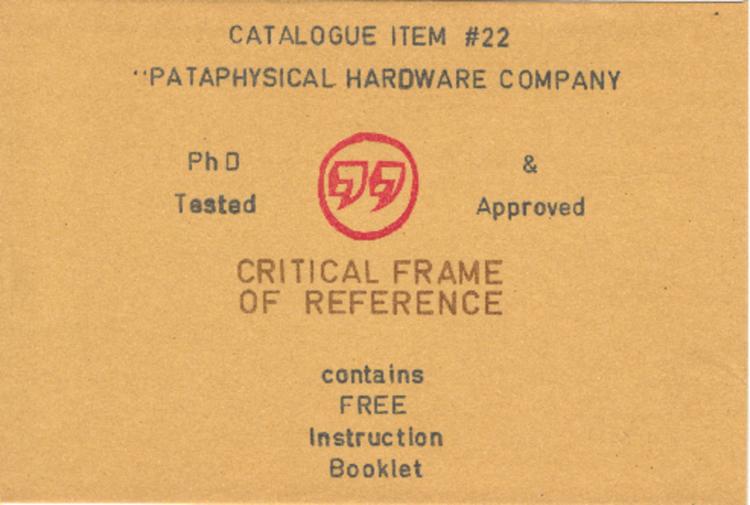 CATALOGUE ITEM #22
"PATAPHYSICAL HARDWARE COMPANY
PhD & 
Tested Approved
CRITICAL FRAME
OF REFERENCE
contains
FREE
Instruction
Booklet